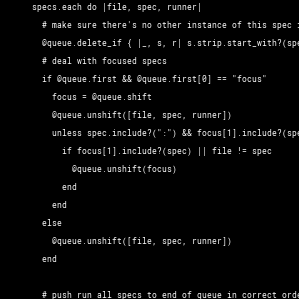 specs.each do |file, spec, runner|
# make sure there's no other instance of this spec
@queue.delete_if { |_, s, r| s.strip.start_with?(spe
# deal with focused specs
if @queue.first && @queue.first[0] == "focus"
focus = @queue.shift
@queue.unshift([file, spec, runner])
unless spec.include?(":") && focus[1].include?(spe
if focus[1].include?(spec) || file != spec
@queue.unshift(focus)
end
end
else
@queue.unshift([file, spec, runner])
end
# push run all specs to end of queue in correct orde